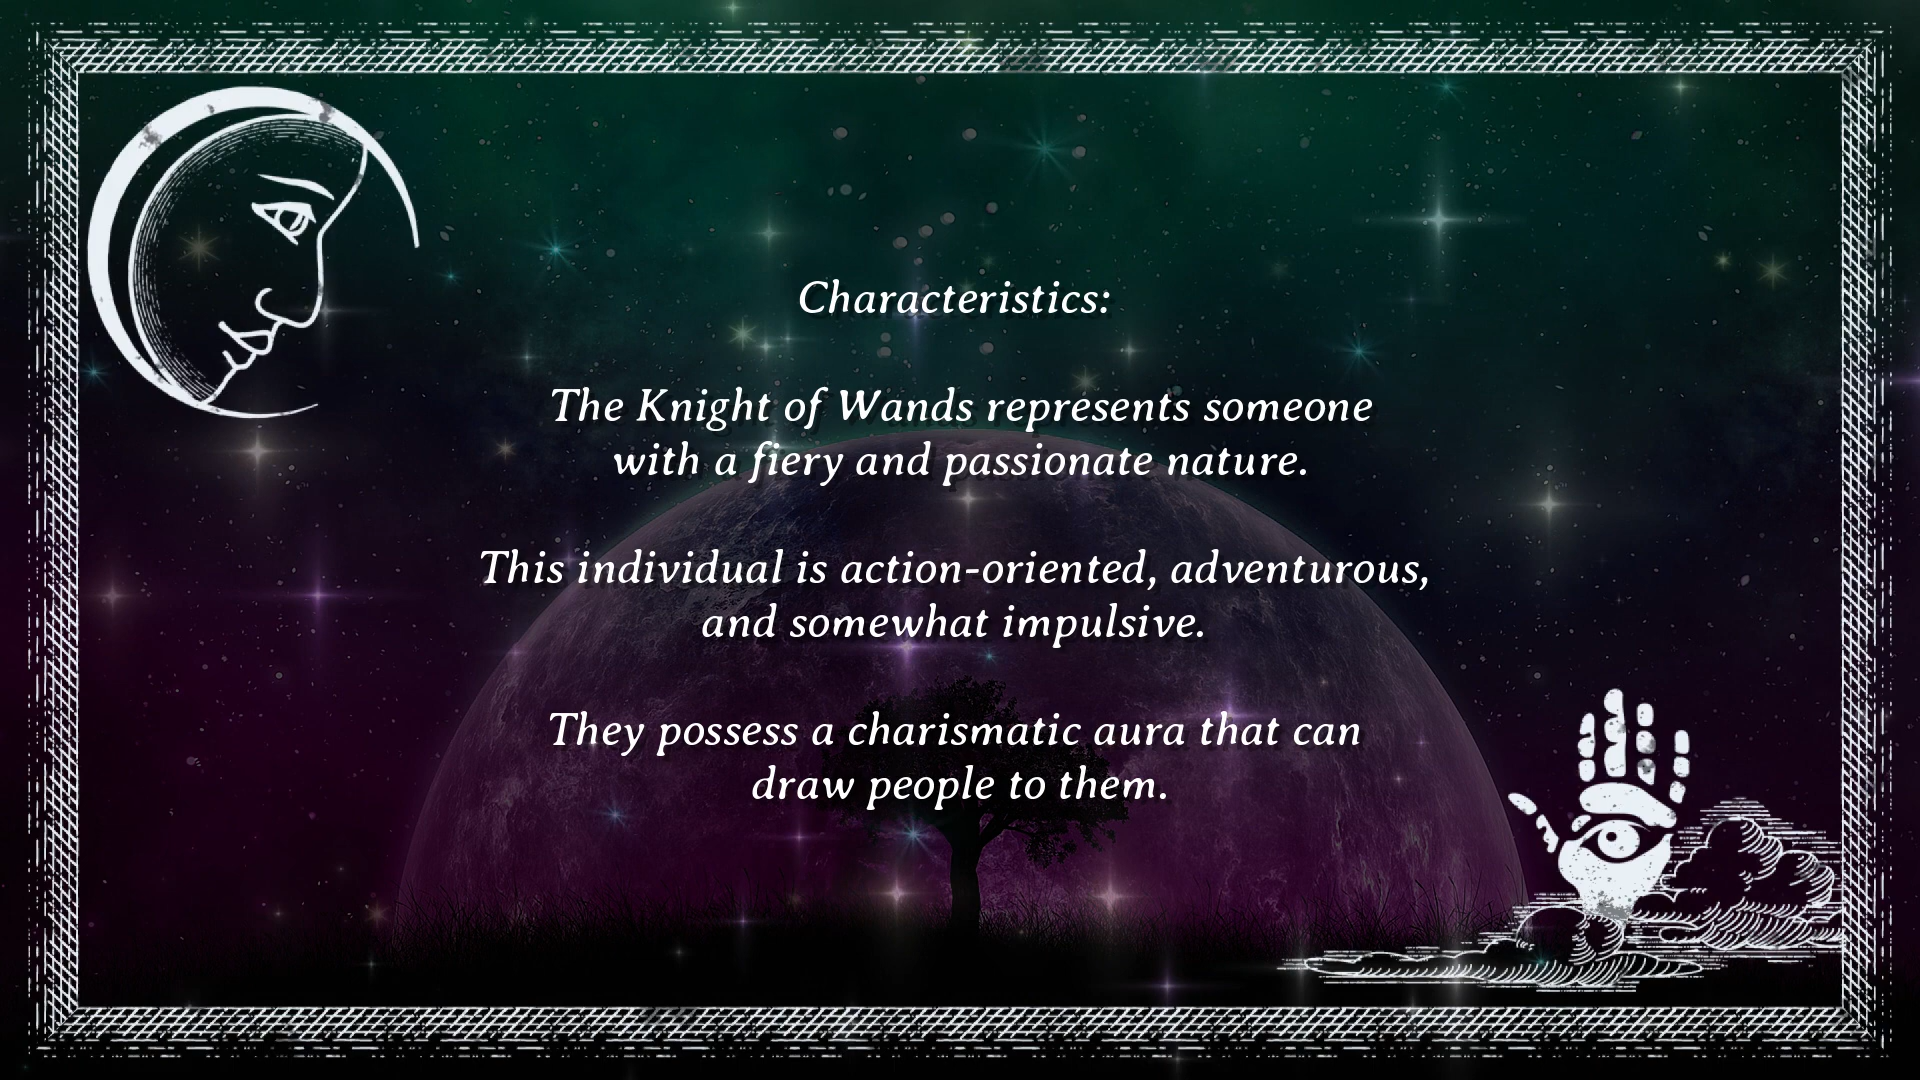 Characteristics:
The Knight of Wands represents someone
with a fiery and passionate nature.
This individual is action-oriented, adventurous,
and somewhat impulsive.
They possess a charismatic aura that can
draw people to them.